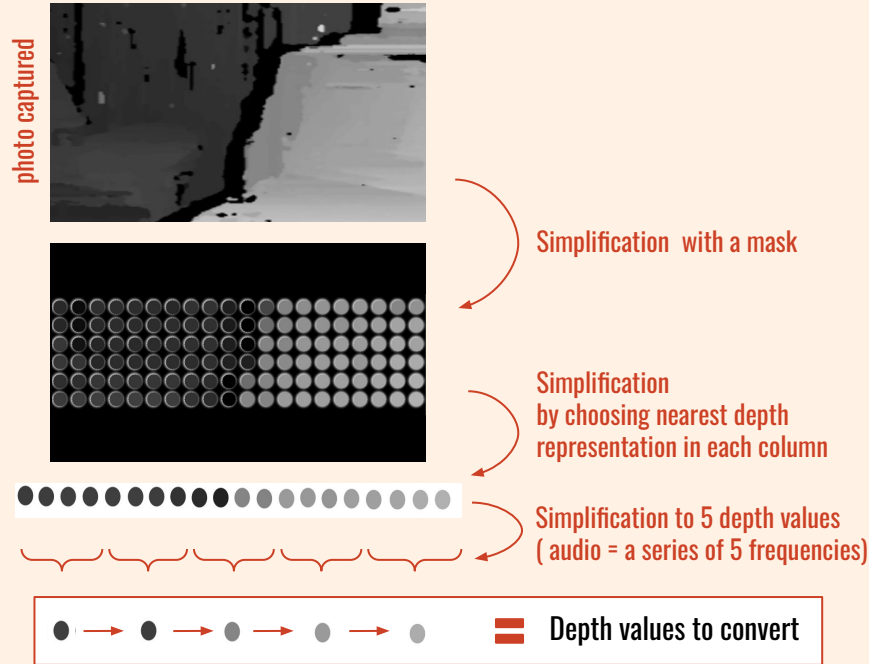 photo captured
Simplification with a mask
Simplification
by choosing nearest depth
representation in each column
Simplification to 5 depth values
( audio = a series of 5 frequencies)
= Depth values to convert